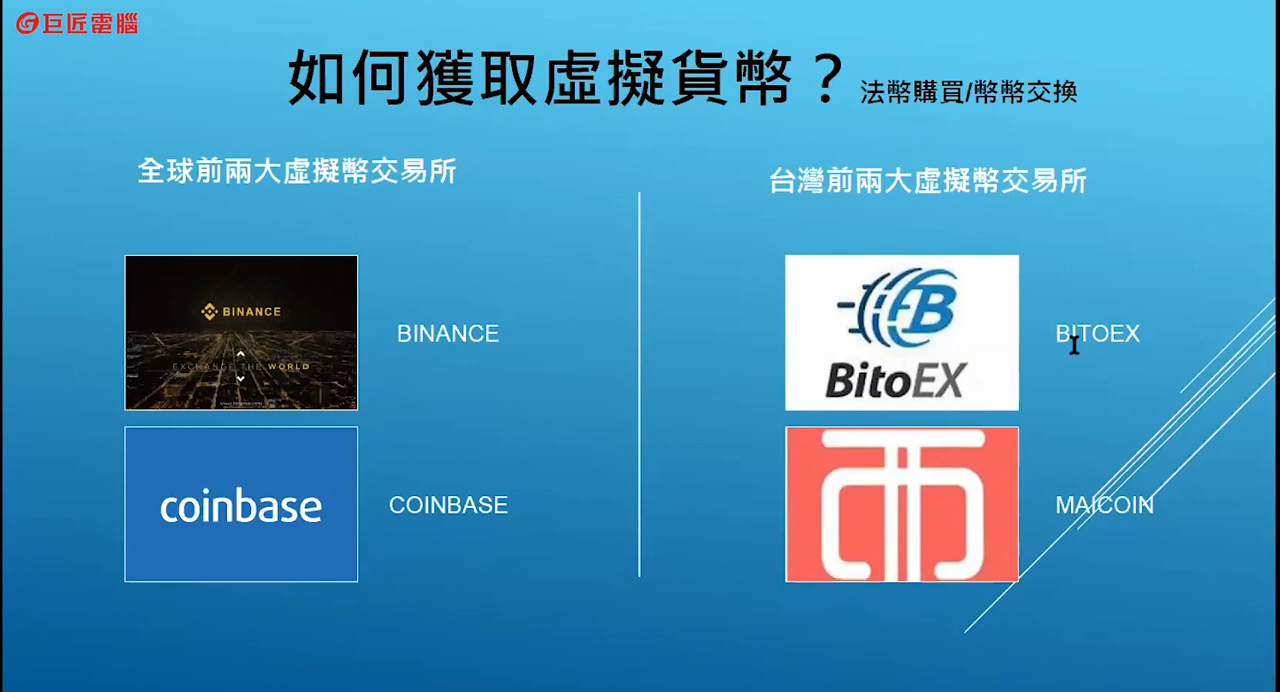 巨匠電腦
如何獲取虛擬貨幣？ 法幣購買/幣幣交換
全球前兩大虛擬幣交易所
BINANCE
EXCHANGE THE WORLD
BINANCE
coinbase
COINBASE
台灣前兩大虛擬幣交易所
BitoEX
BITOEX
MAICOIN